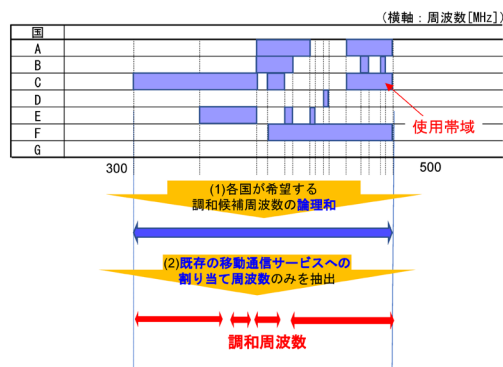 (横軸：周波数[MHz])
国
A
B
C
D
E
F
G
使用帯域
300
500
(1)各国が希望する
調和候補周波数の論理和
(2)既存の移動通信サービスへの
割り当て周波数のみを抽出
調和周波数